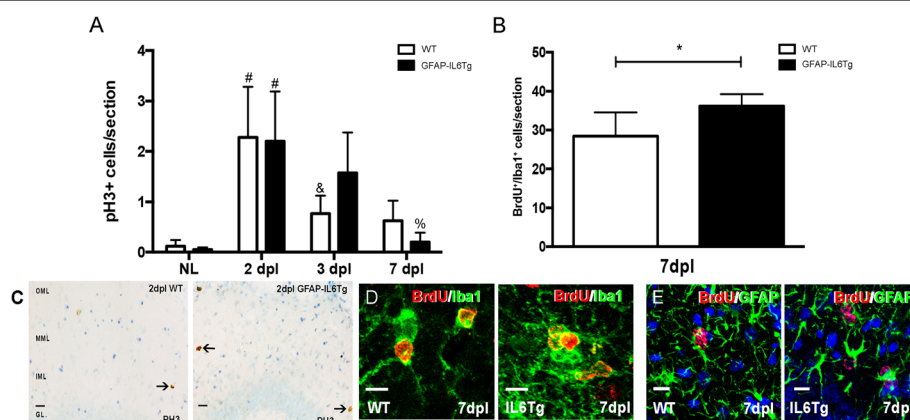 A
pH3+ cells/section
4
3
2
1
0
WT
GFAP-IL6Tg
#
#
&
%
NL
2 dpl
3 dpl
7 dpl
B
BrdU+/Iba1+ cells/section
50
40
30
20
10
0
WT
GFAP-IL6Tg
*
7dpl
C
2dpl WT
OML
MML
IML
GL.
PH3
2dpl GFAP-IL6Tg
D
BrdU/Iba1
WT
7dpl
BrdU/Iba1
IL6Tg
7dpl
E
BrdU/GFAP
WT
7dpl
BrdU/GFAP
IL6Tg
7dpl